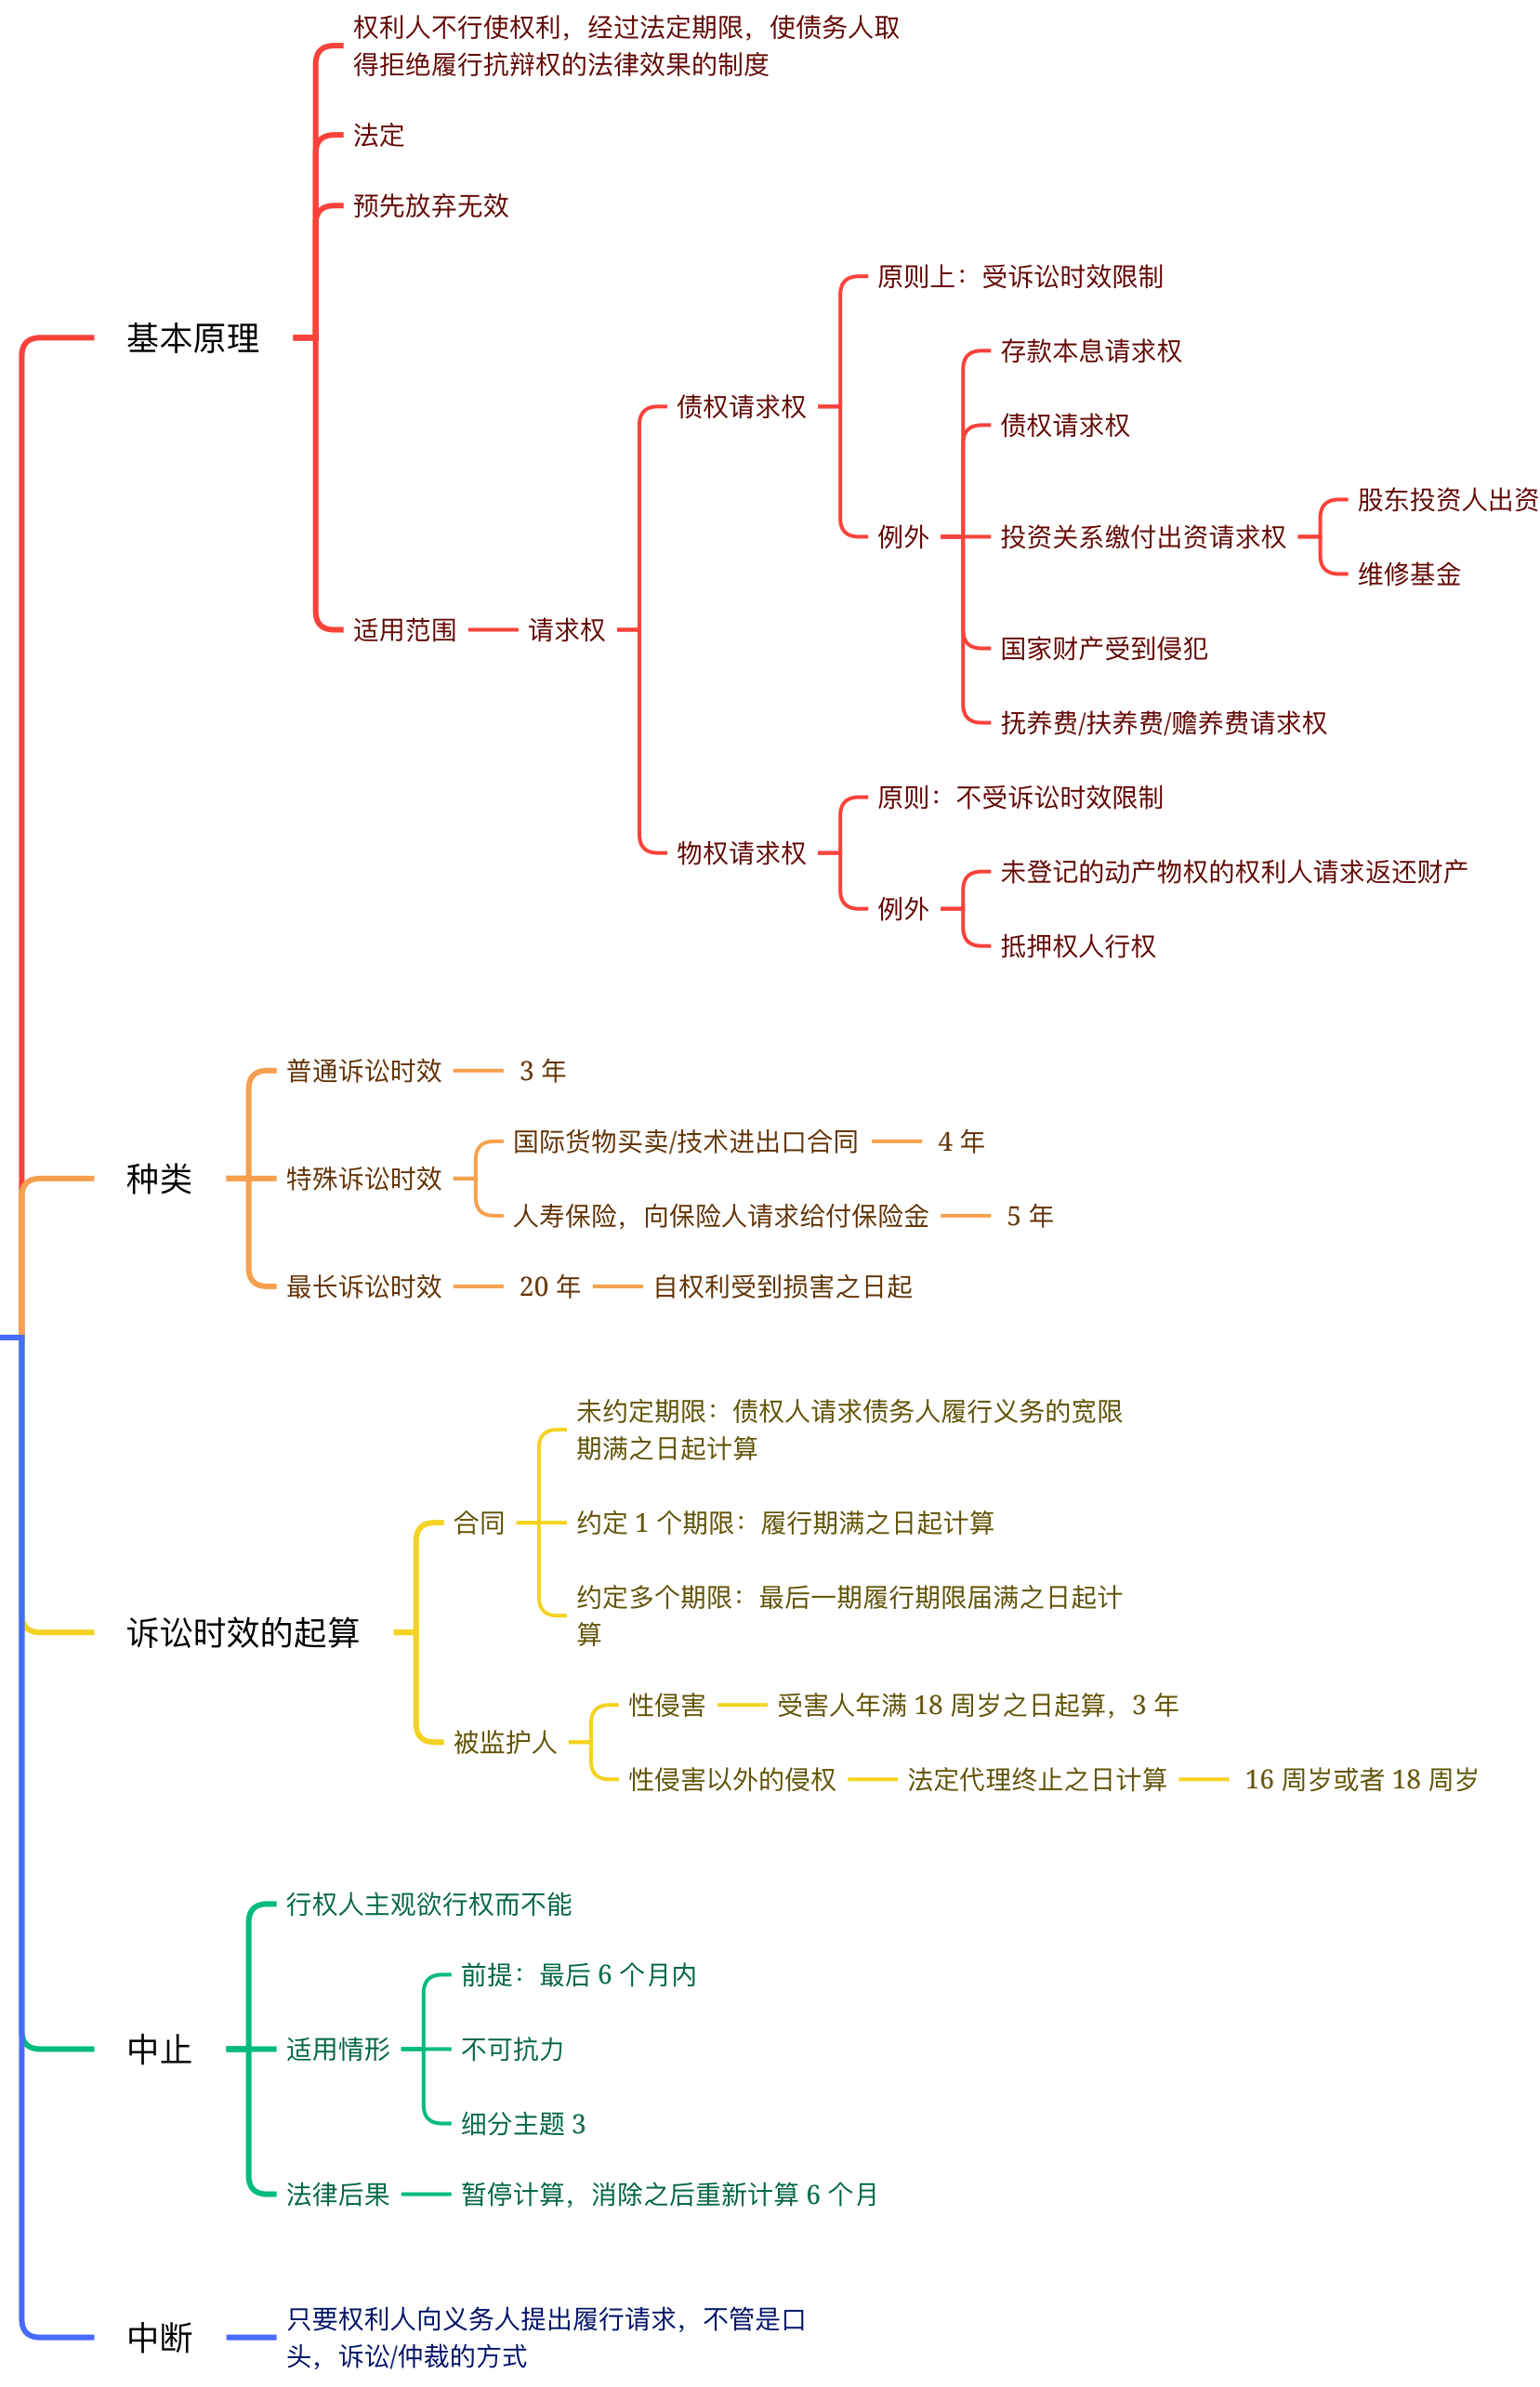 权利人不行使权利，经过法定期限，使债务人取
得拒绝履行抗辩权的法律效果的制度
法定
预先放弃无效
原则上：受诉讼时效限制
存款本息请求权
债权请求权
债权请求权
股东投资人出资
例外
投资关系缴付出资请求权
维修基金
基本原理
适用范围
请求权
国家财产受到侵犯
抚养费/扶养费/赡养费请求权
原则：不受诉讼时效限制
物权请求权
未登记的动产物权的权利人请求返还财产
例外
抵押权人行权
普通诉讼时效
3 年
国际货物买卖/技术进出口合同
4 年
种类
特殊诉讼时效
人寿保险，向保险人请求给付保险金
5 年
最长诉讼时效
20 年
自权利受到损害之日起
未约定期限：债权人请求债务人履行义务的宽限
期满之日起计算
合同
约定 1 个期限：履行期满之日起计算
约定多个期限：最后一期履行期限届满之日起计
算
诉讼时效的起算
性侵害
受害人年满 18 周岁之日起算，3 年
被监护人
性侵害以外的侵权
法定代理终止之日计算
16 周岁或者 18 周岁
行权人主观欲行权而不能
前提：最后 6 个月内
中止
适用情形
不可抗力
细分主题 3
法律后果
暂停计算，消除之后重新计算 6 个月
中断
只要权利人向义务人提出履行请求，不管是口
头，诉讼/仲裁的方式